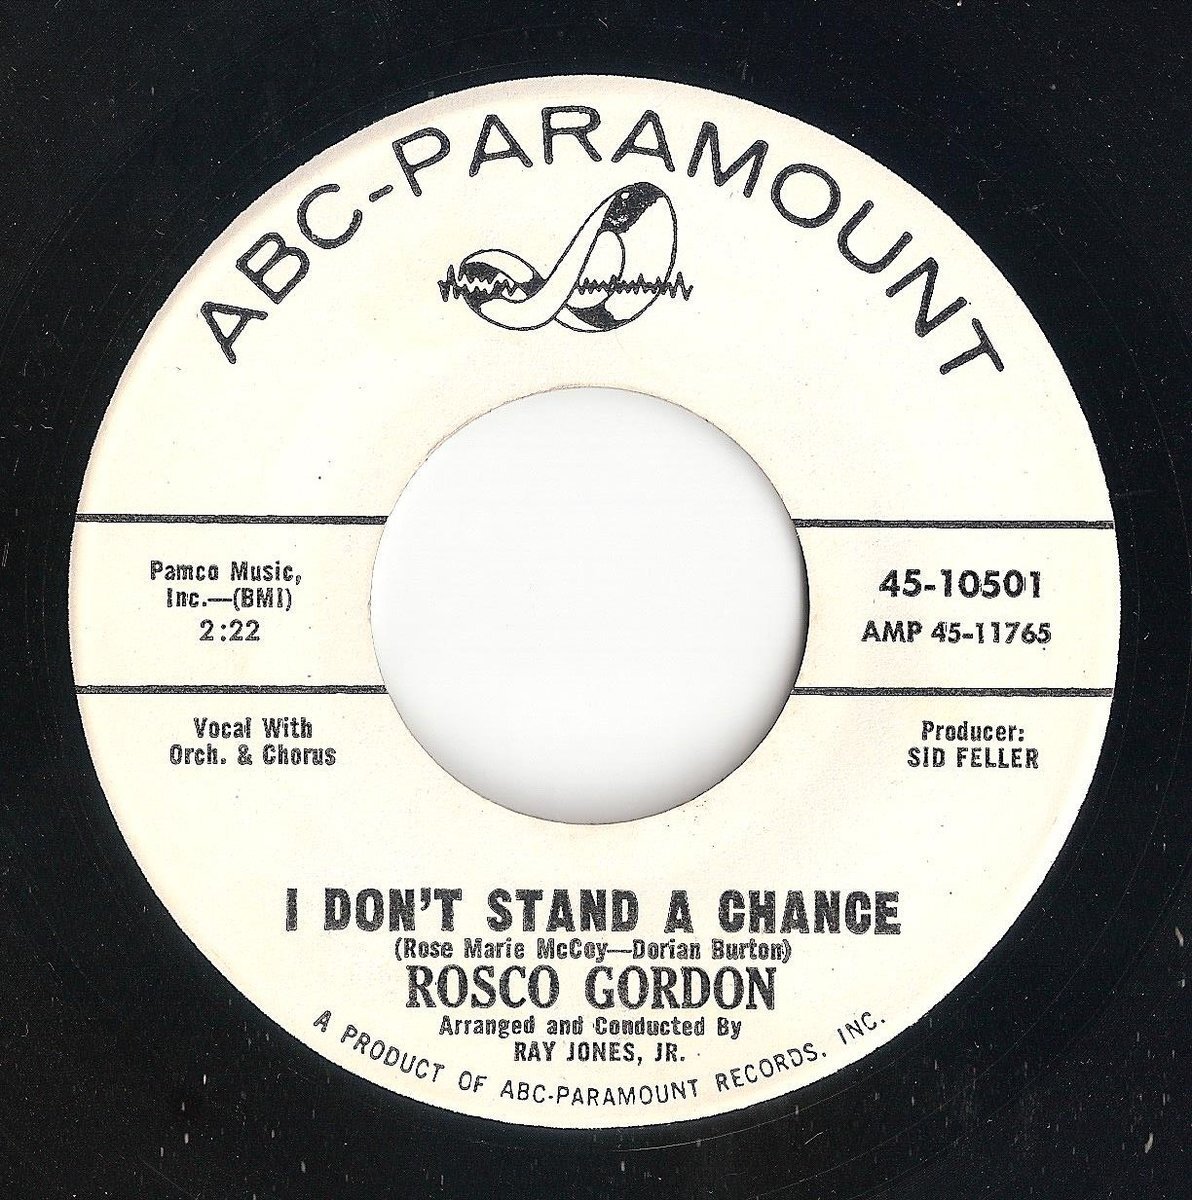 ABC-PARAMOUNT
Pamco Music,
Inc.—(BMI)
2:22
45-10501
AMP 45-11765
Vocal With
Orch. & Chorus
Producer:
SID FELLER
I DON'T STAND A CHANCE
(Rose Marie McCoy—Dorian Burton)
ROSCO GORDON
Arranged and Conducted By
RAY JONES, JR.
A PRODUCT OF ABC-PARAMOUNT RECORDS, INC.